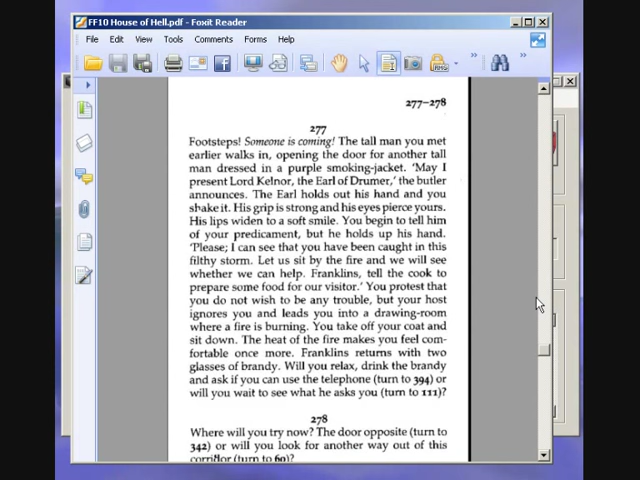 FF10 House of Hell.pdf - Foxit Reader
File Edit View Tools Comments Forms Help
277–278
277
Footsteps! Someone is coming! The tall man you met
earlier walks in, opening the door for another tall
man dressed in a purple smoking-jacket. 'May I
present Lord Kelnor, the Earl of Drumer,' the butler
announces. The Earl holds out his hand and you
shake it. His grip is strong and his eyes pierce yours.
His lips widen to a soft smile. You begin to tell him
of your predicament, but he holds up his hand.
'Please; I can see that you have been caught in this
filthy storm. Let us sit by the fire and we will see
whether we can help. Franklins, tell the cook to
prepare some food for our visitor.' You protest that
you do not wish to be any trouble, but your host
ignores you and leads you into a drawing-room
where a fire is burning. You take off your coat and
sit down. The heat of the fire makes you feel com-
fortable once more. Franklins returns with two
glasses of brandy. Will you relax, drink the brandy
and ask if you can use the telephone (turn to 394) or
will you wait to see what he asks you (turn to 111)?
278
Where will you try now? The door opposite (turn to
342) or will you look for another way out of this
corridor (turn to 60)?